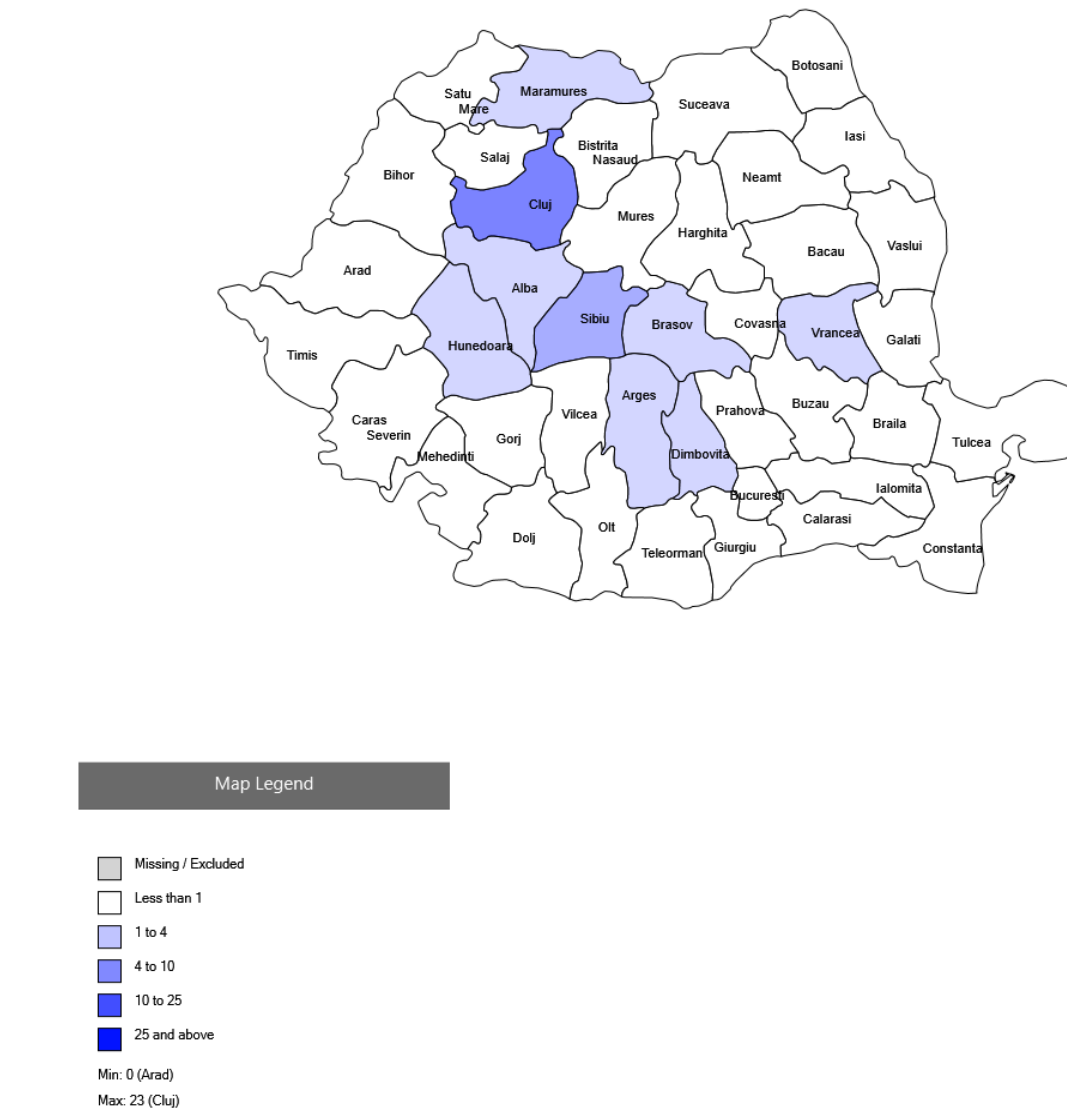 Botosani
Satu
Mare
Maramures
Suceava
Iasi
Salaj
Bistrita
Nasaud
Neamt
Bihor
Cluj
Mures
Harghita
Bacau
Vaslui
Arad
Alba
Sibiu
Brasov
Covasna
Vrancea
Galati
Timis
Hunedoara
Arges
Prahova
Buzau
Braila
Caras
Severin
Vilcea
Gorj
Mehedinti
Dimbovita
Tulcea
Bucuresti
Ialomita
Calarasi
Dolj
Olt
Teleorman
Giurgiu
Constanta
Map Legend
Missing / Excluded
Less than 1
1 to 4
4 to 10
10 to 25
25 and above
Min: 0 (Arad)
Max: 23 (Cluj)